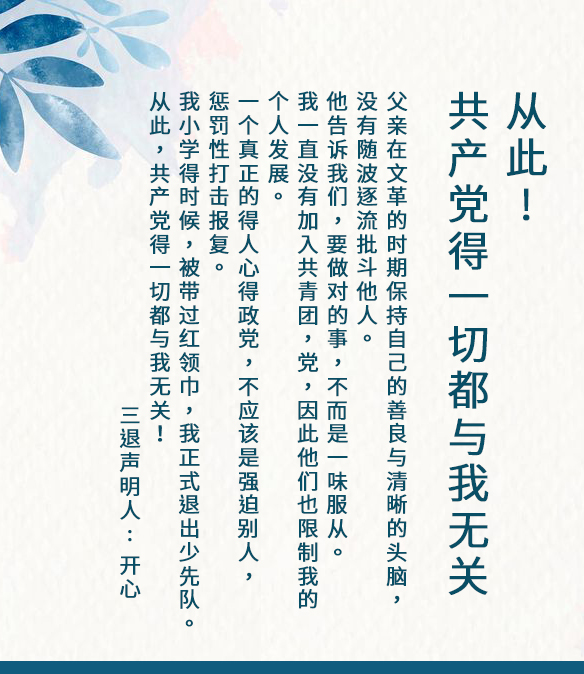 从此！
共产党得一切都与我无关
父亲在文革的时期保持自己的善良与清晰的头脑，
没有随波逐流批斗他人。
他告诉我们，要做对的事，不而是一味服从。
我一直没有加入共青团，党，因此他们也限制我的
个人发展。
一个真正的得人心得政党，不应该是强迫别人，
惩罚性打击报复。
我小学得时候，被带过红领巾，我正式退出少先队。
从此，共产党得一切都与我无关！
三退声明人：开心